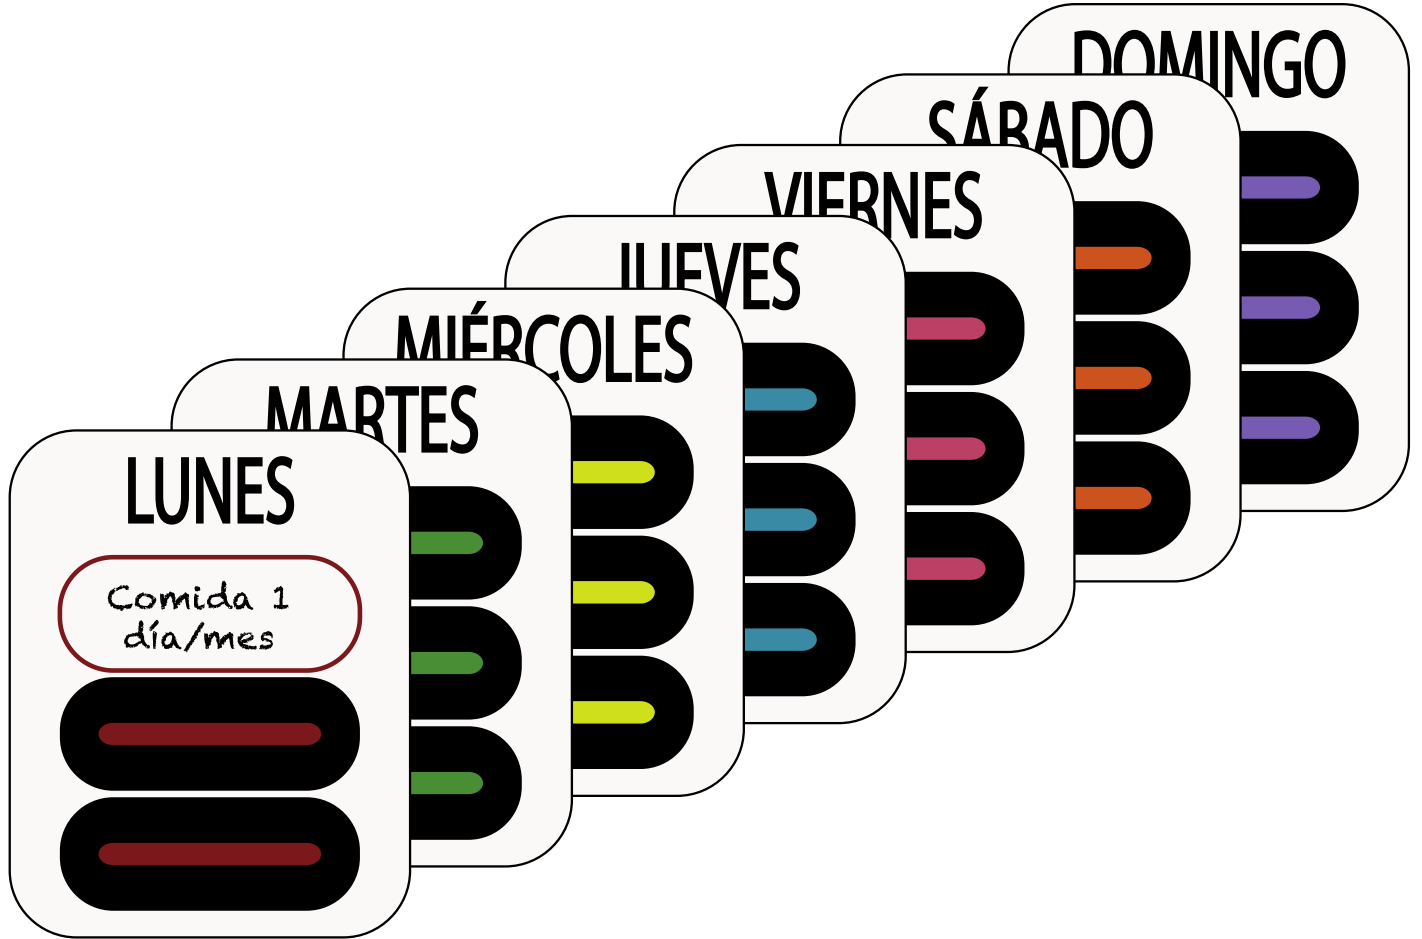 DOMINGO
SÁBADO
VIERNES
JUEVES
MIÉRCOLES
MARTES
LUNES
Comida 1
día/mes